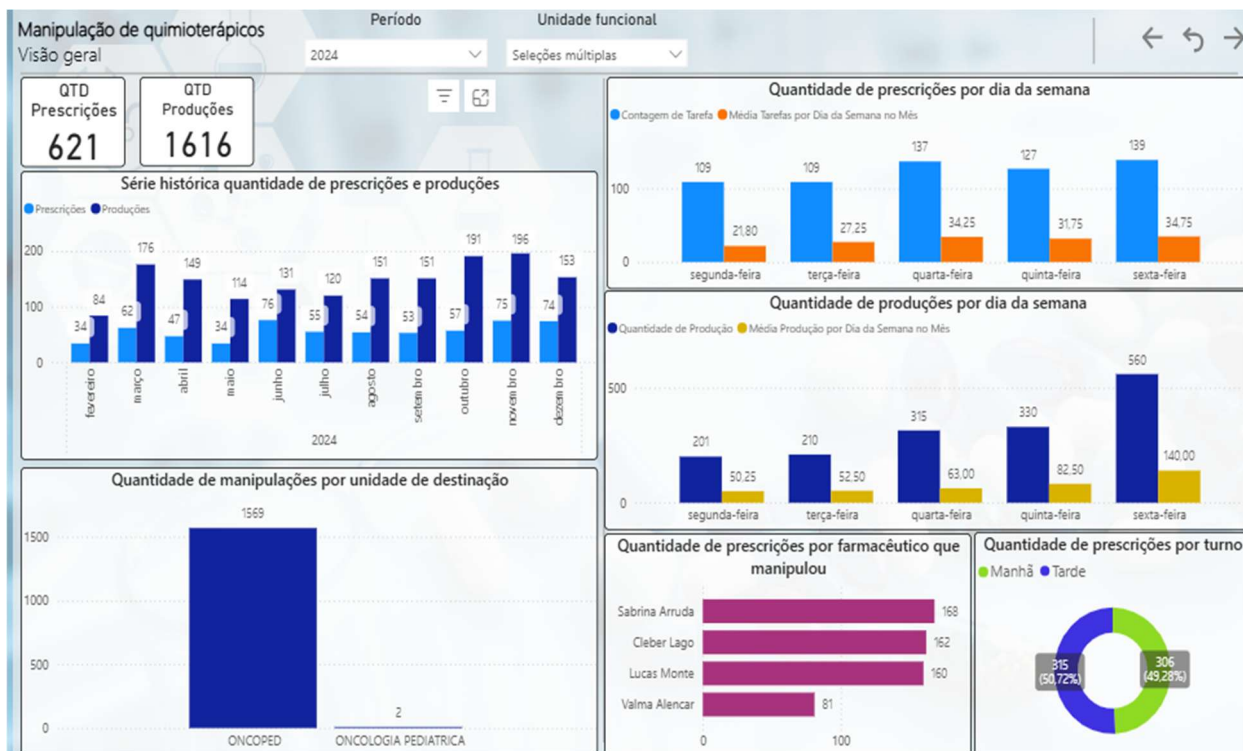 Manipulação de quimioterápicos
Visão geral
Período
2024
Unidade funcional
Seleções múltiplas
QTD
Prescrições
621
QTD
Produções
1616
Série histórica quantidade de prescrições e produções
Prescrições Produções
200
100
0
34 84
62 176
47 149
34 114
76 131
55 120
54 151
53 151
57 191
75 196
74 153
fevereiro março abril maio junho julho agosto setembro outubro novembro dezembro
2024
Quantidade de manipulações por unidade de destinação
1500
1000
500
0
1569
2
ONCOPED ONCOLOGIA PEDIATRICA
Quantidade de prescrições por dia da semana
Contagem de Tarefa Média Tarefas por Dia da Semana no Mês
100
0
109 21,80
109 27,25
137 34,25
127 31,75
139 34,75
segunda-feira terça-feira quarta-feira quinta-feira sexta-feira
Quantidade de produções por dia da semana
Quantidade de Produção Média Produção por Dia da Semana no Mês
500
0
201 50,25
210 52,50
315 63,00
330 82,50
560 140,00
segunda-feira terça-feira quarta-feira quinta-feira sexta-feira
Quantidade de prescrições por farmacêutico que
manipulou
Sabrina Arruda 168
Cleber Lago 162
Lucas Monte 160
Valma Alencar 81
0 100
Quantidade de prescrições por turno
Manhã Tarde
315
(50,72%)
306
(49,28%)